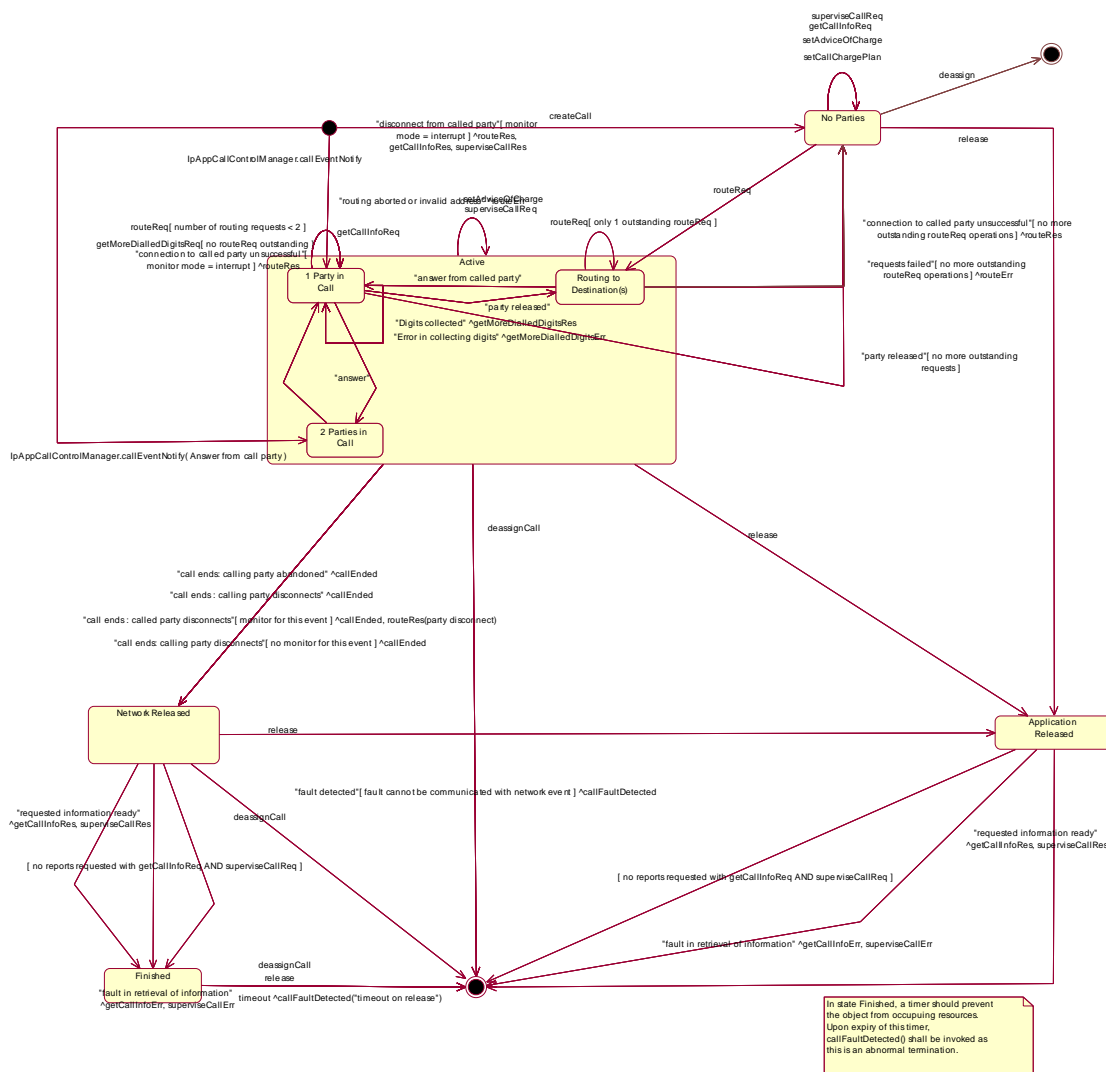 superviseCallReq
getCallInfoReq
setAdviceOfCharge
setCallChargePlan
deassign
No Parties
createCall
"disconnect from called party"[ monitor
mode = interrupt ] ^routeRes,
getCallInfoRes, superviseCallRes
release
IpAppCallControlManager.callEventNotify
routeReq
"routing aborted or invalid address" ^routeErr
setAdviceOfCharge
superviseCallReq
routeReq[ number of routing requests < 2 ]
getCallInfoReq
routeReq[ only 1 outstanding routeReq ]
"connection to called party unsuccessful"[ no more
outstanding routeReq operations ] ^routeRes
getMoreDialledDigitsReq[ no routeReq outstanding ]
"connection to called party unsuccessful"[
monitor mode = interrupt ] ^routeRes
Active
"requests failed"[ no more outstanding
routeReq operations ] ^routeErr
1 Party in
Call
"answer from called party"
Routing to
Destination(s)
"party released"
"Digits collected" ^getMoreDialledDigitsRes
"Error in collecting digits" ^getMoreDialledDigitsErr
"party released"[ no more outstanding
requests ]
"answer"
2 Parties in
Call
IpAppCallControlManager.callEventNotify( Answer from call party )
deassignCall
release
"call ends: calling party abandoned" ^callEnded
"call ends : calling party disconnects" ^callEnded
"call ends : called party disconnects"[ monitor for this event ] ^callEnded, routeRes(party disconnect)
"call ends: calling party disconnects"[ no monitor for this event ] ^callEnded
Network Released
release
Application
Released
"fault detected"[ fault cannot be communicated with network event ] ^callFaultDetected
"requested information ready"
^getCallInfoRes, superviseCallRes
deassignCall
"requested information ready"
^getCallInfoRes, superviseCallRes
[ no reports requested with getCallInfoReq AND superviseCallReq ]
[ no reports requested with getCallInfoReq AND superviseCallReq ]
"fault in retrieval of information" ^getCallInfoErr, superviseCallErr
Finished
deassignCall
release
"fault in retrieval of information"
^getCallInfoErr, superviseCallErr
timeout ^callFaultDetected("timeout on release")
In state Finished, a timer should prevent
the object from occupuing resources.
Upon expiry of this timer,
callFaultDetected() shall be invoked as
this is an abnormal termination.